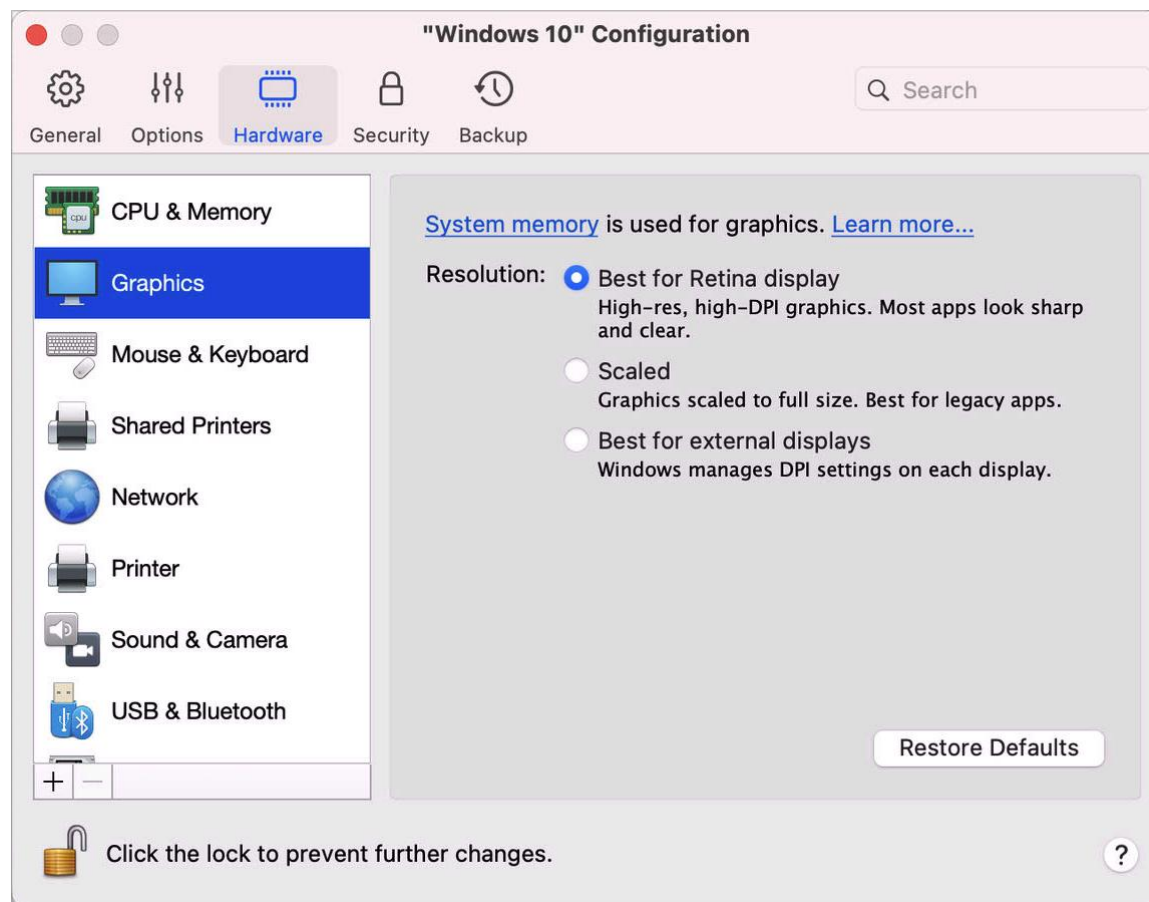 "Windows 10" Configuration
General
Options
Hardware
Security
Backup
Search
CPU & Memory
cpu
Graphics
Mouse & Keyboard
Shared Printers
Network
Printer
Sound & Camera
USB & Bluetooth
+
−
System memory is used for graphics. Learn more...
Resolution:
Best for Retina display
High-res, high-DPI graphics. Most apps look sharp
and clear.
Scaled
Graphics scaled to full size. Best for legacy apps.
Best for external displays
Windows manages DPI settings on each display.
Restore Defaults
Click the lock to prevent further changes.
?